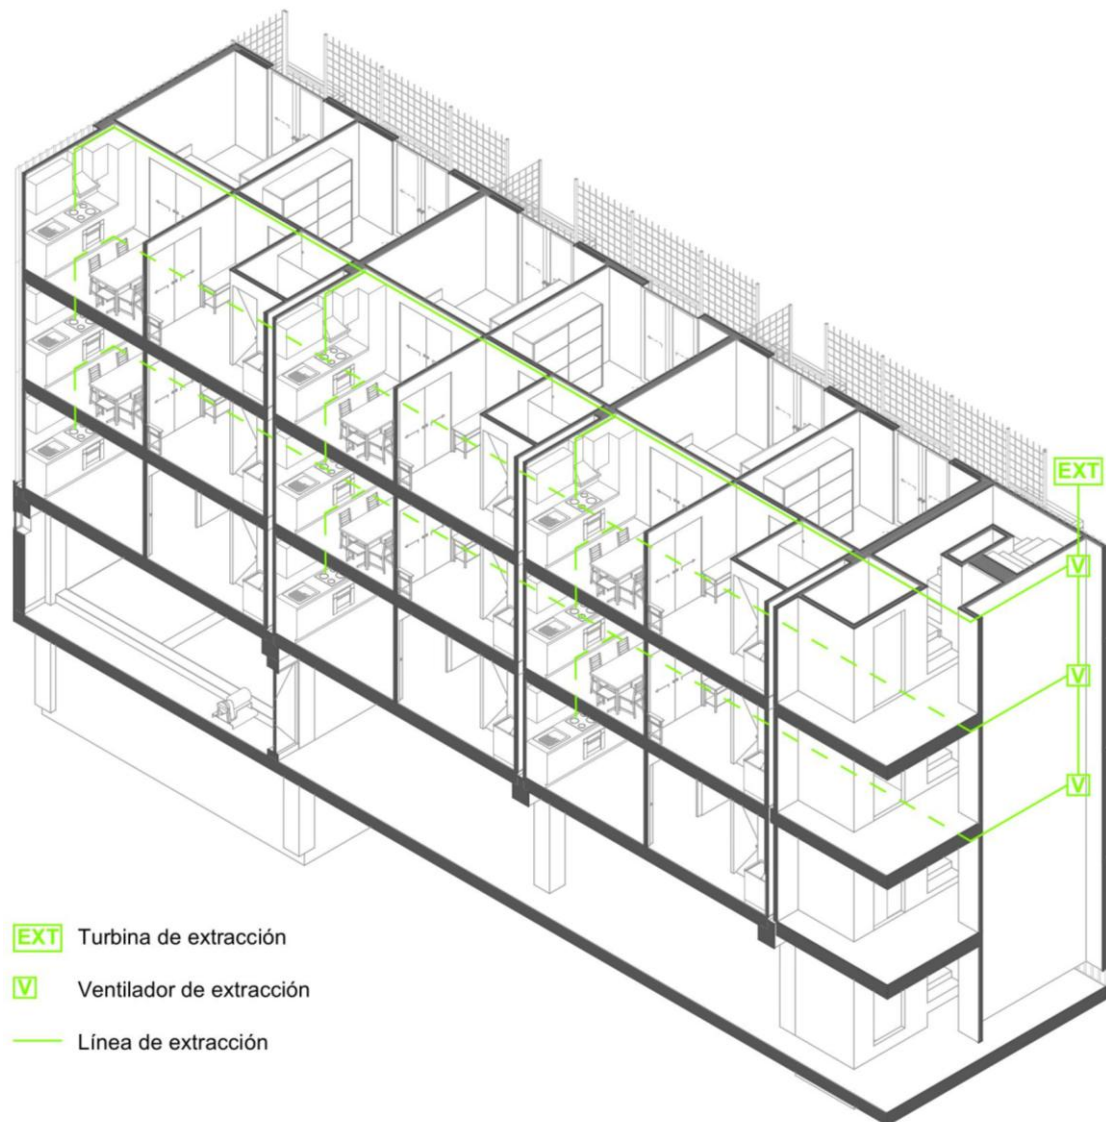 EXT
V
V
V
EXT Turbina de extracción
V Ventilador de extracción
Línea de extracción